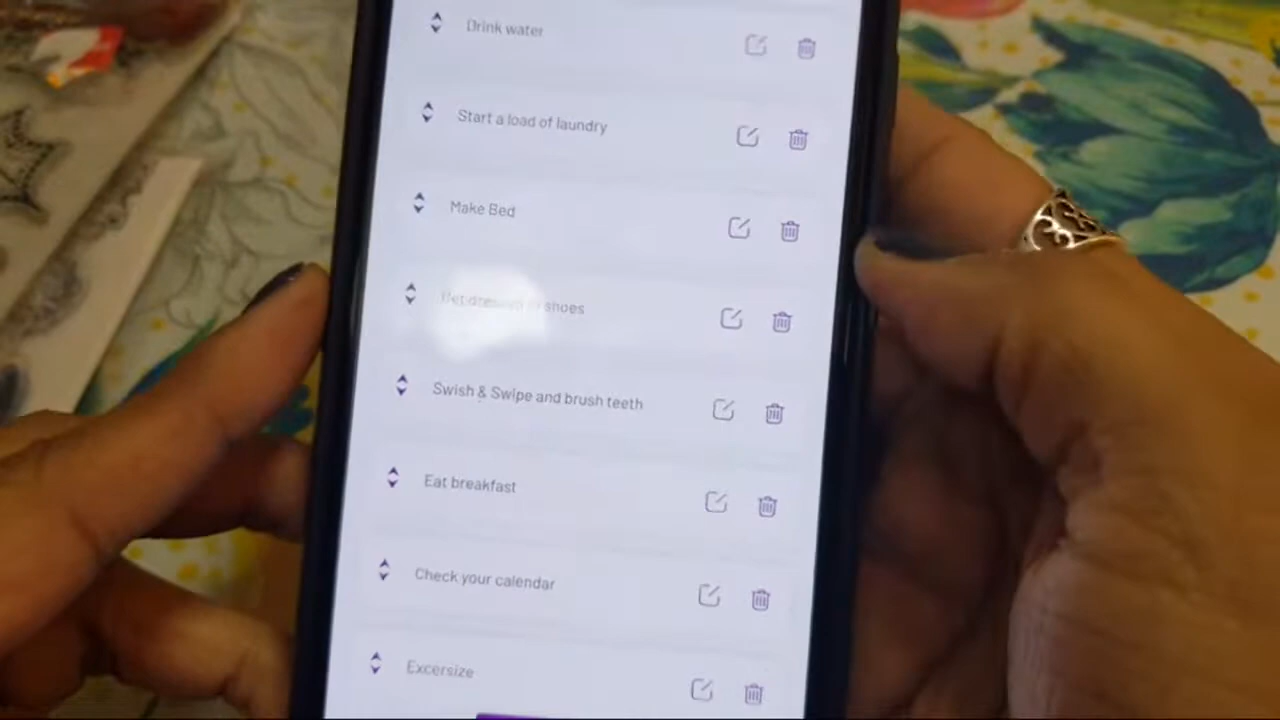 Drink water
Start a load of laundry
Make Bed
shoes
Swish & Swipe and brush teeth
Eat breakfast
Check your calendar
Excersize